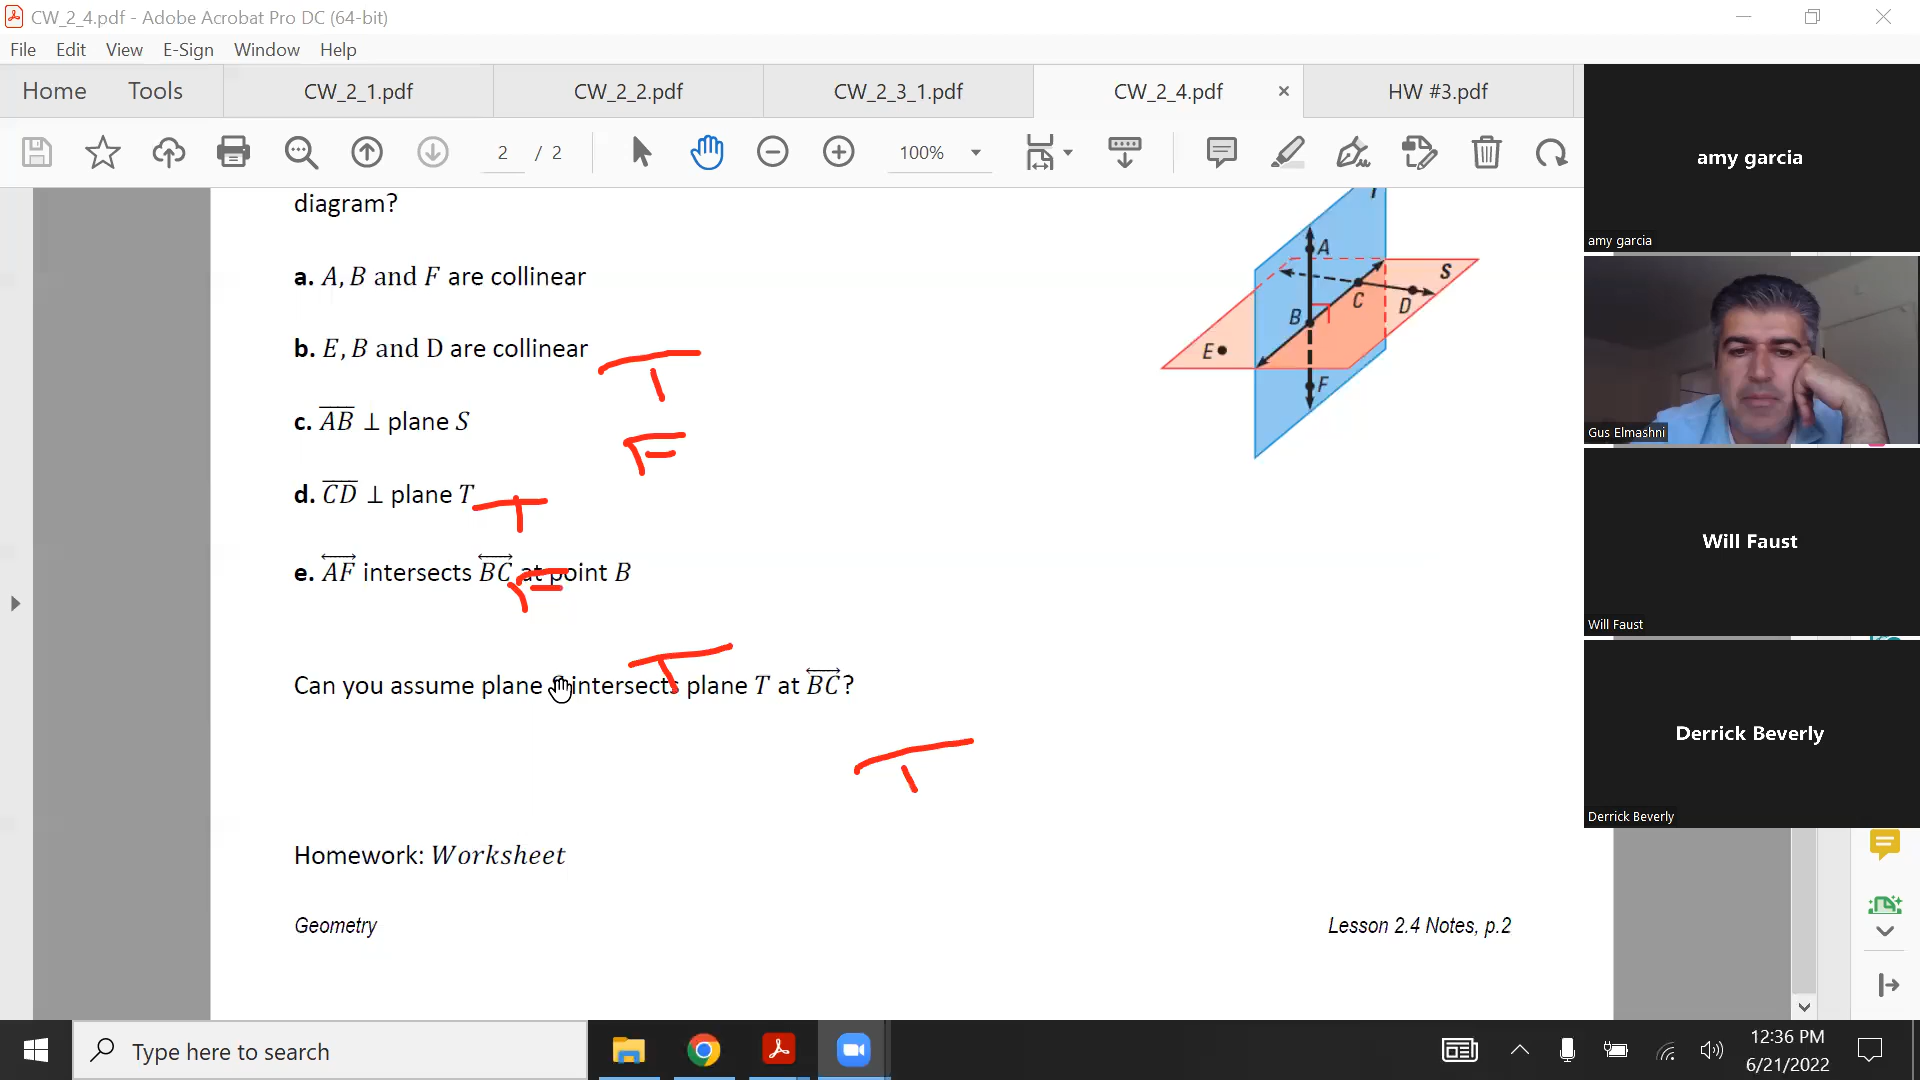 CW_2_4.pdf - Adobe Acrobat Pro DC (64-bit)
File Edit View E-Sign Window Help
Home Tools CW_2_1.pdf CW_2_2.pdf CW_2_3_1.pdf CW_2_4.pdf × HW #3.pdf
2 / 2 100%
diagram?
a. A, B and F are collinear
b. E, B and D are collinear
T
c. AB ⊥ plane S
F
d. CD ⊥ plane T
T
e. AF intersects BC at point B
F
Can you assume plane intersects plane T at BC?
T
T
Homework: Worksheet
Geometry
Lesson 2.4 Notes, p.2
A
S
C
D
B
E
F
amy garcia
amy garcia
Gus Elmashni
Will Faust
Will Faust
Derrick Beverly
Derrick Beverly
Type here to search
12:36 PM
6/21/2022